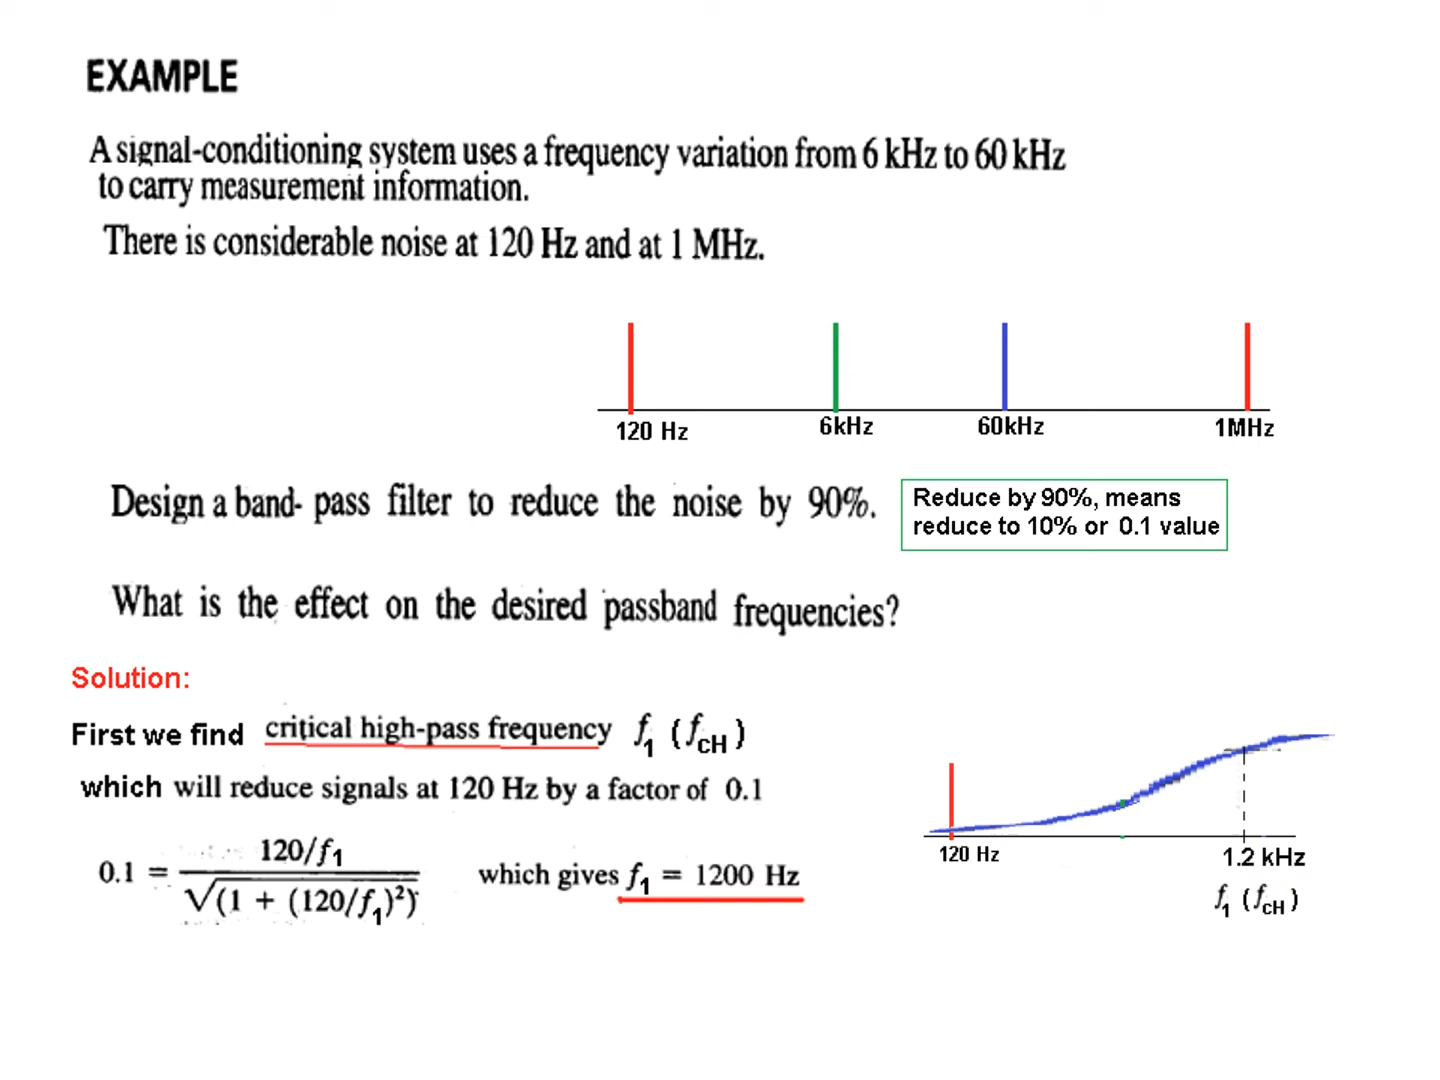 EXAMPLE
A signal-conditioning system uses a frequency variation from 6 kHz to 60 kHz
to carry measurement information.
There is considerable noise at 120 Hz and at 1 MHz.
120 Hz 6kHz 60kHz 1MHz
Design a band- pass filter to reduce the noise by 90%.
Reduce by 90%, means
reduce to 10% or 0.1 value
What is the effect on the desired passband frequencies?
Solution:
First we find critical high-pass frequency f₁ (f_cH)
which will reduce signals at 120 Hz by a factor of 0.1
0.1 = 120/f₁ / √(1 + (120/f₁)²) which gives f₁ = 1200 Hz
120 Hz 1.2 kHz
f₁ (f_cH)